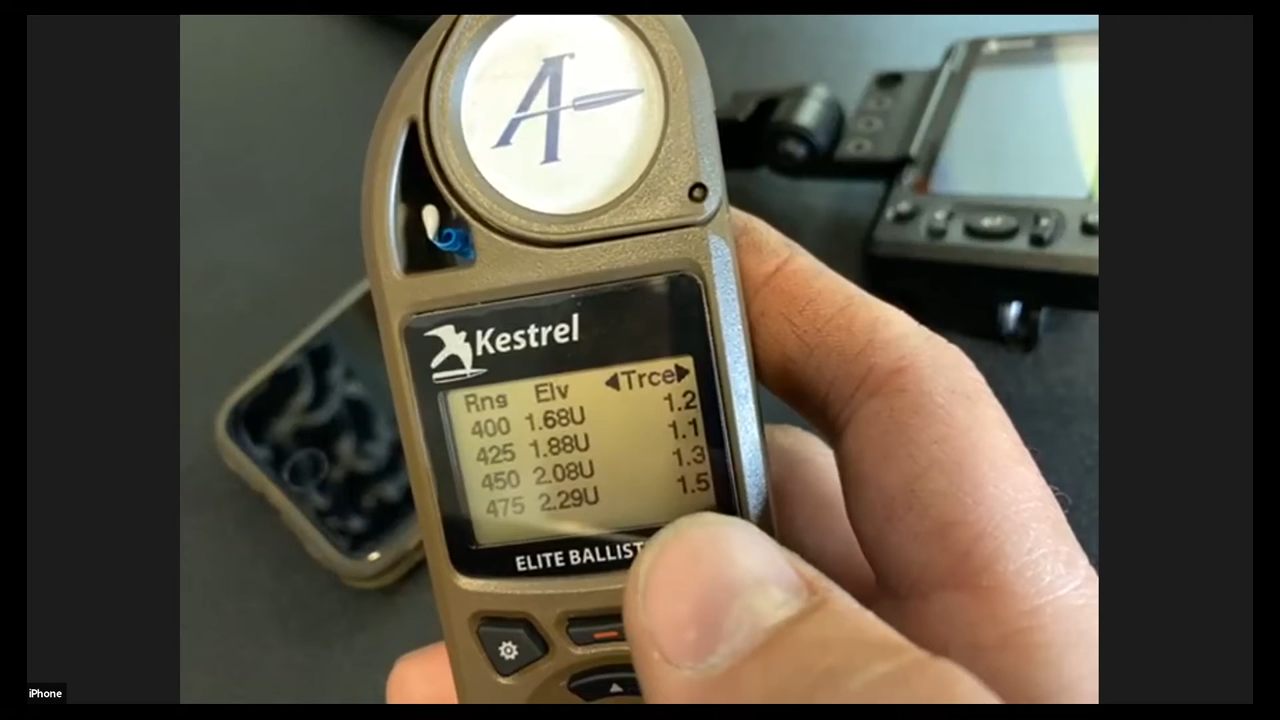 A
Kestrel
Rng Elv ◀Trce▶
400 1.68U 1.2
425 1.88U 1.1
450 2.08U 1.3
475 2.29U 1.5
ELITE BALLIST
iPhone